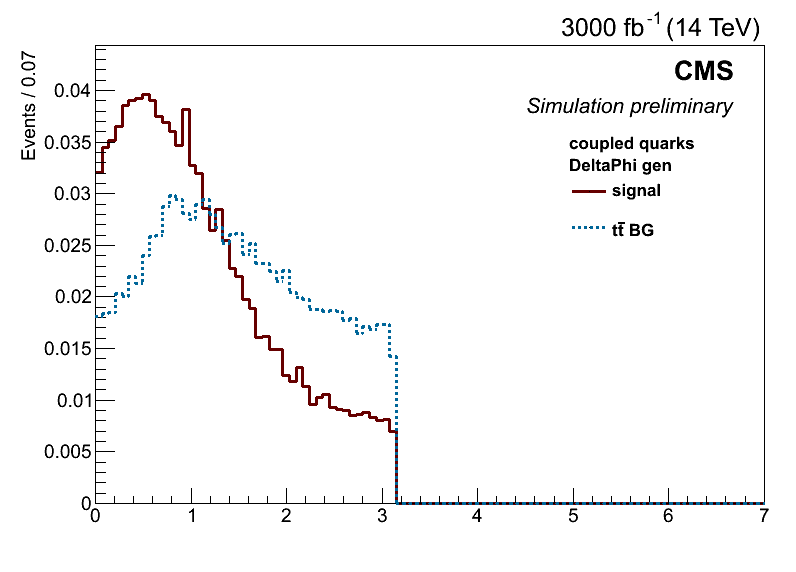 3000 fb-1 (14 TeV)
Events / 0.07
CMS
Simulation preliminary
coupled quarks
DeltaPhi gen
signal
tt̄ BG
0.04
0.035
0.03
0.025
0.02
0.015
0.01
0.005
0
0 1 2 3 4 5 6 7